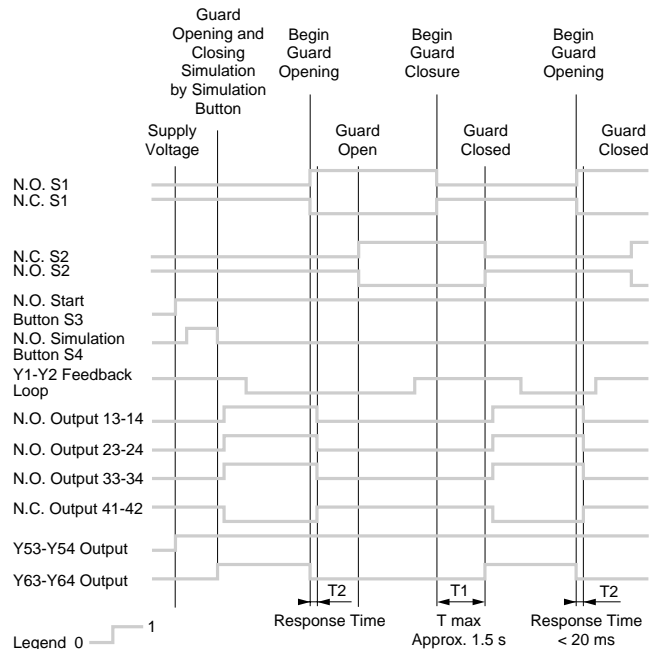 Guard
Opening and
Closing
Simulation
by Simulation
Button
Begin
Guard
Opening
Begin
Guard
Closure
Begin
Guard
Opening
Supply
Voltage
Guard
Open
Guard
Closed
Guard
Closed
N.O. S1
N.C. S1
N.C. S2
N.O. S2
N.O. Start
Button S3
N.O. Simulation
Button S4
Y1-Y2 Feedback
Loop
N.O. Output 13-14
N.O. Output 23-24
N.O. Output 33-34
N.C. Output 41-42
Y53-Y54 Output
Y63-Y64 Output
T2
T1
T2
Response Time
T max
Approx. 1.5 s
Response Time
< 20 ms
Legend 0 1